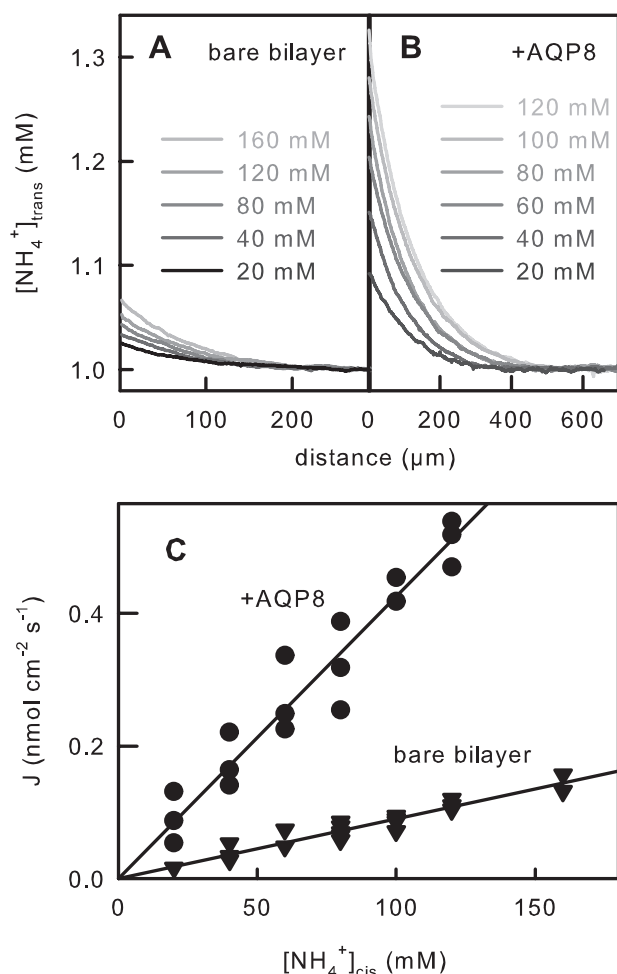 A bare bilayer
B +AQP8
1.3
1.2
1.1
1.0
[NH₄⁺]trans (mM)
160 mM
120 mM
80 mM
40 mM
20 mM
120 mM
100 mM
80 mM
60 mM
40 mM
20 mM
0 100 200 0 200 400 600
distance (µm)
C
+AQP8
bare bilayer
0.4
0.2
0.0
J (nmol cm⁻² s⁻¹)
0 50 100 150
[NH₄⁺]cis (mM)